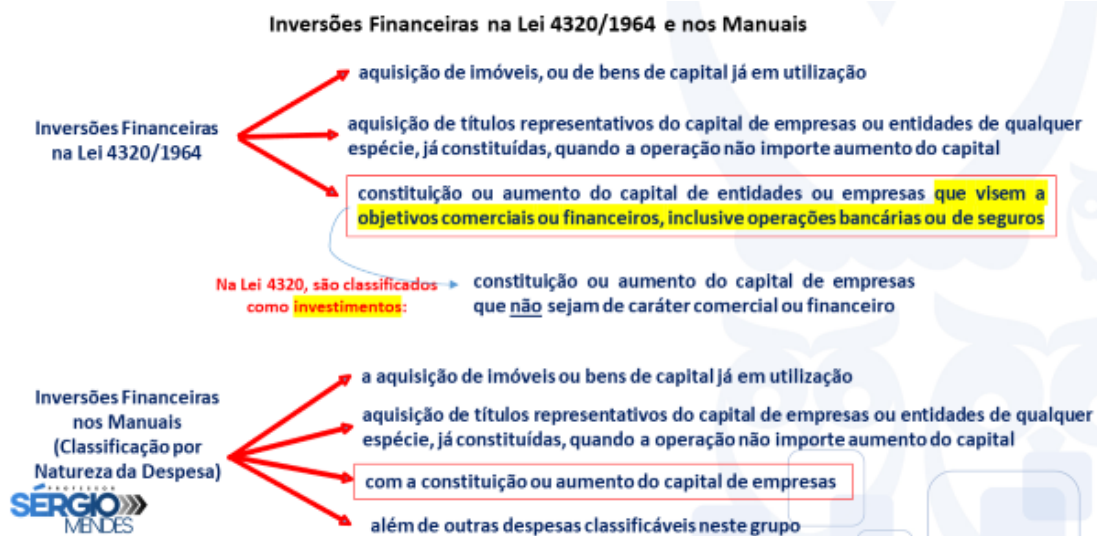 Inversões Financeiras na Lei 4320/1964 e nos Manuais
aquisição de imóveis, ou de bens de capital já em utilização
Inversões Financeiras
na Lei 4320/1964
aquisição de títulos representativos do capital de empresas ou entidades de qualquer
espécie, já constituídas, quando a operação não importe aumento do capital
constituição ou aumento do capital de entidades ou empresas que visem a
objetivos comerciais ou financeiros, inclusive operações bancárias ou de seguros
Na Lei 4320, são classificados
como investimentos:
constituição ou aumento do capital de empresas
que não sejam de caráter comercial ou financeiro
Inversões Financeiras
nos Manuais
(Classificação por
Natureza da Despesa)
a aquisição de imóveis ou bens de capital já em utilização
aquisição de títulos representativos do capital de empresas ou entidades de qualquer
espécie, já constituídas, quando a operação não importe aumento do capital
com a constituição ou aumento do capital de empresas
além de outras despesas classificáveis neste grupo
PROFESSOR
SÉRGIO
MENDES